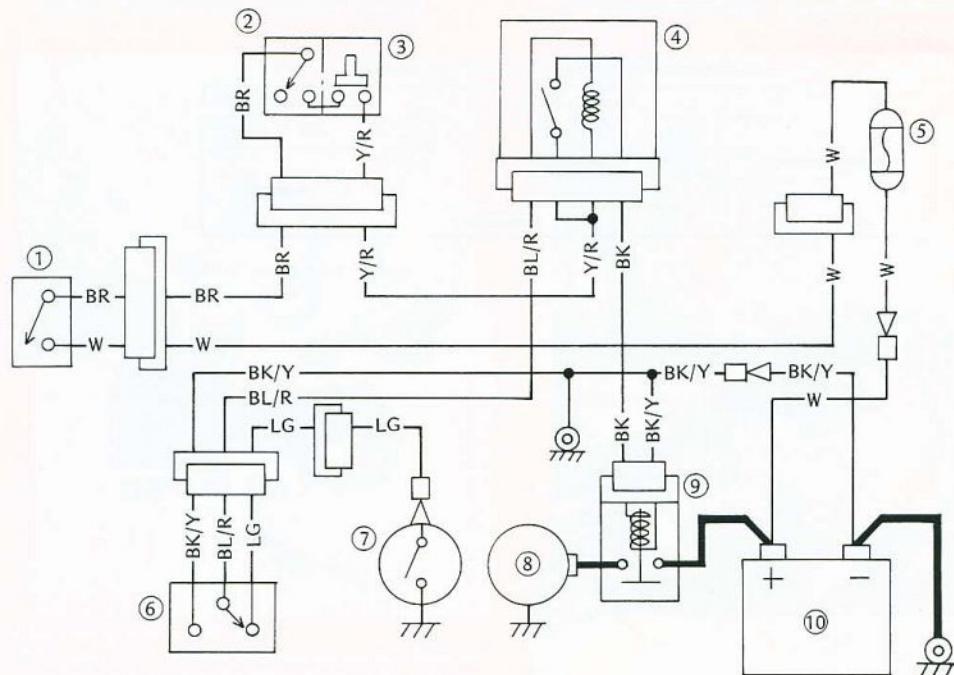 ② ③ ④
BR Y/R
W ⑤
① BR Y/R BL/R Y/R BK W W
BR BR
W W
BK/Y BK/Y BK/Y
BL/R W
LG LG BK BK/Y
⑨
BK/Y BL/R LG ⑦ ⑧
+ −
⑥ ⑩